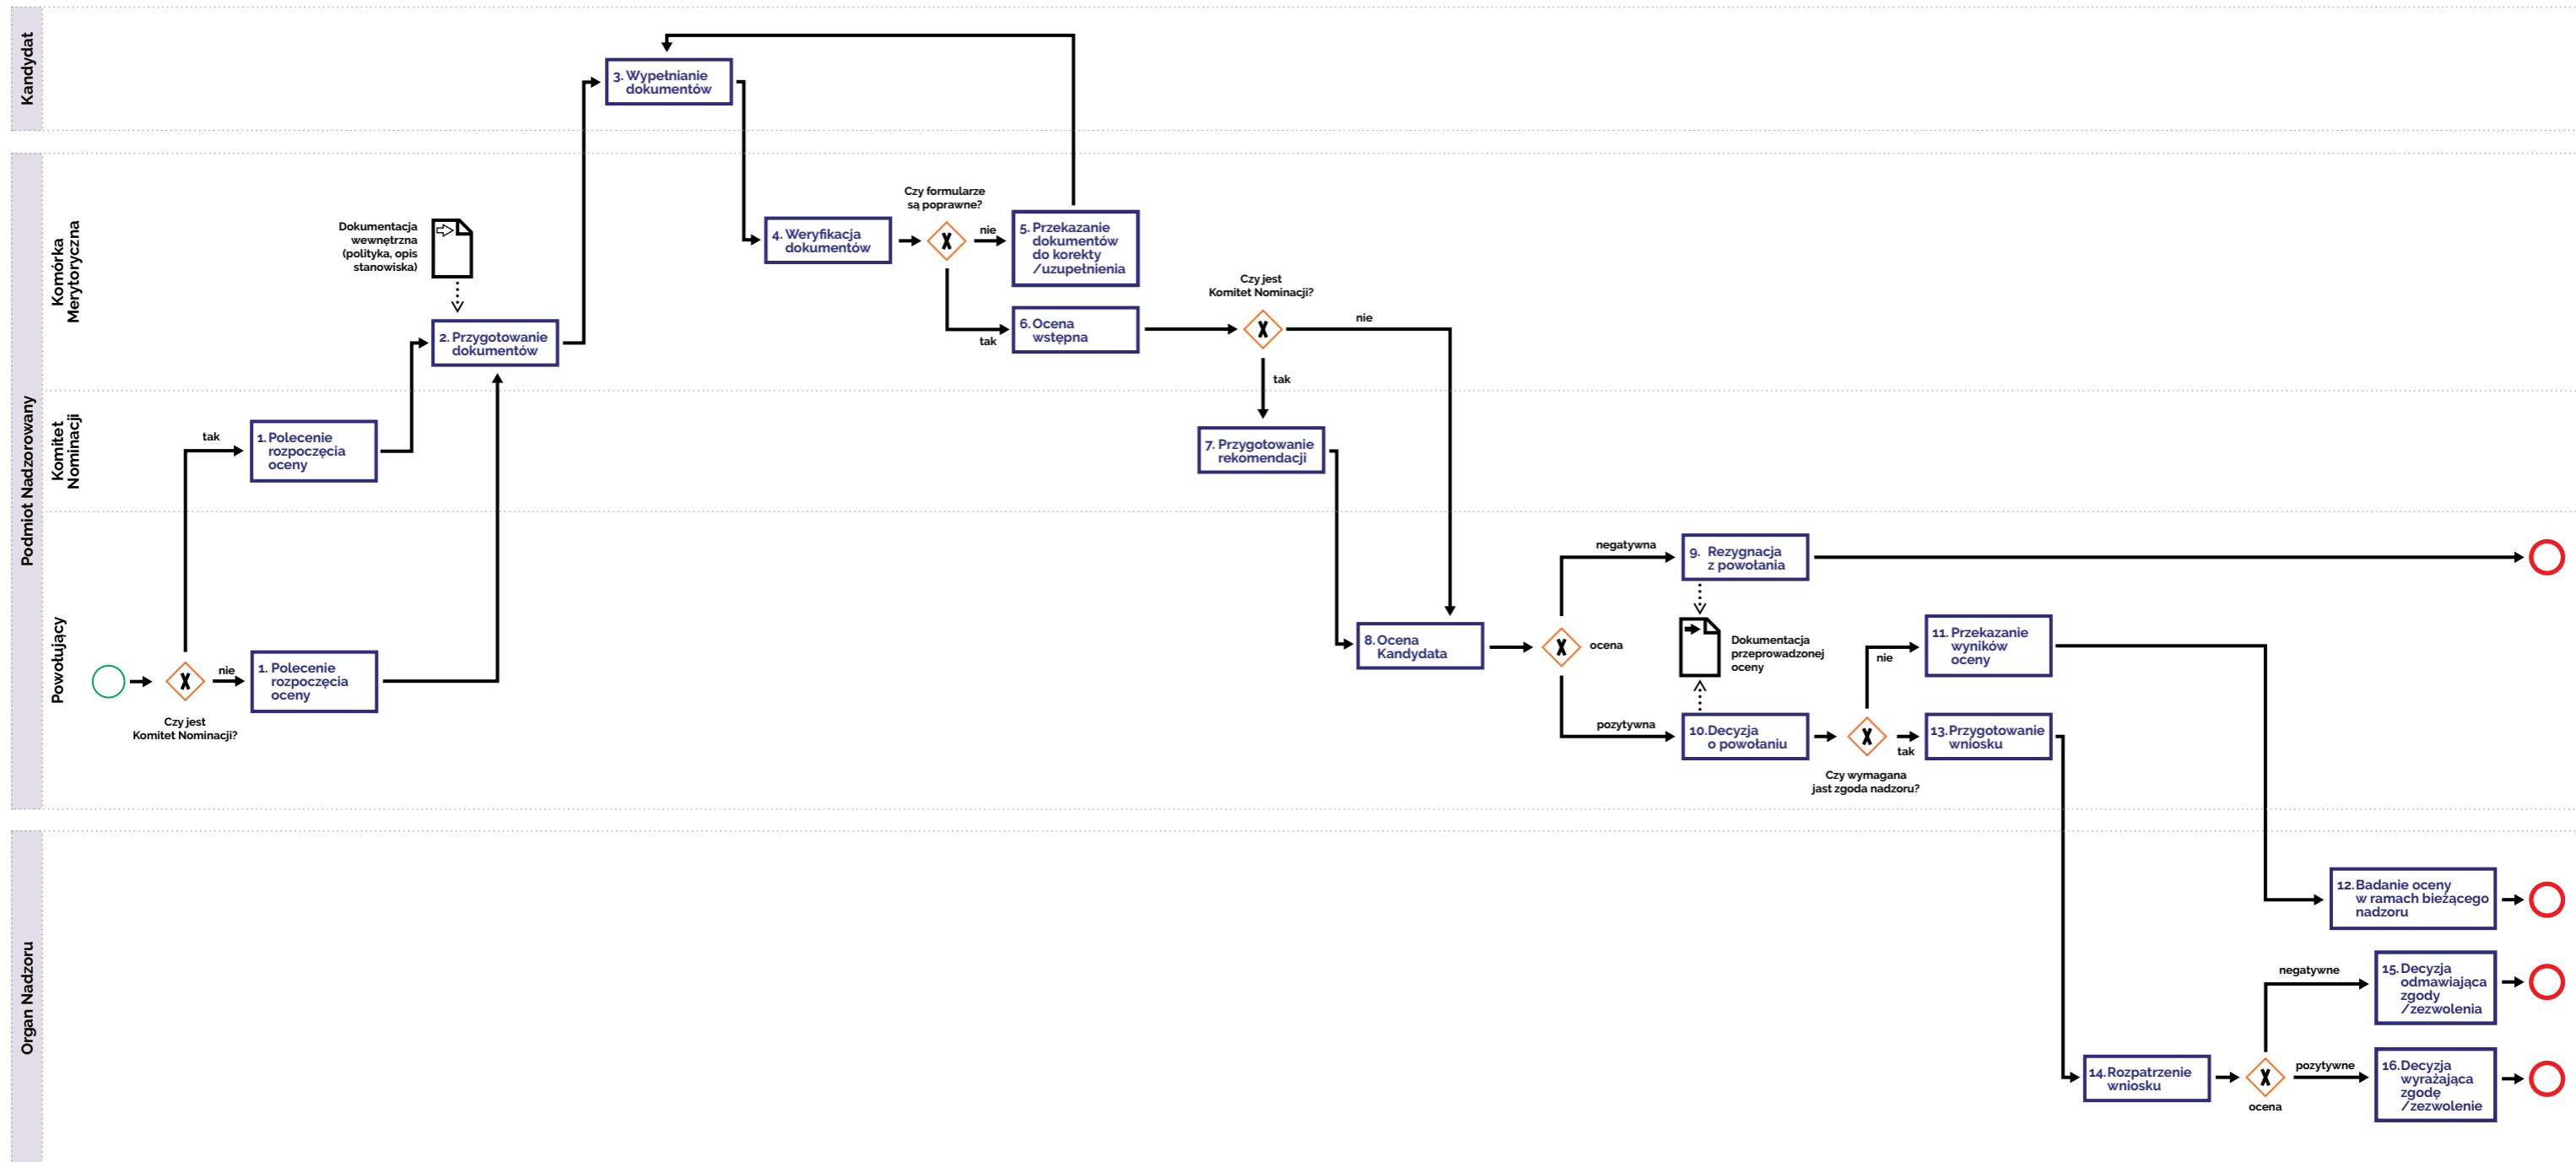 Kandydat
3. Wypełnianie
dokumentów
Podmiot Nadzorowany
Komórka
Merytoryczna
Dokumentacja
wewnętrzna
(polityka, opis
stanowiska)
2. Przygotowanie
dokumentów
4. Weryfikacja
dokumentów
Czy formularze
są poprawne?
nie
tak
5. Przekazanie
dokumentów
do korekty
/uzupełnienia
6. Ocena
wstępna
Czy jest
Komitet Nominacji?
nie
tak
Komitet
Nominacji
tak
1. Polecenie
rozpoczęcia
oceny
7. Przygotowanie
rekomendacji
Powołujący
Czy jest
Komitet Nominacji?
nie
1. Polecenie
rozpoczęcia
oceny
8. Ocena
Kandydata
ocena
negatywna
9. Rezygnacja
z powołania
Dokumentacja
przeprowadzonej
oceny
pozytywna
10. Decyzja
o powołaniu
Czy wymagana
jast zgoda nadzoru?
nie
11. Przekazanie
wyników
oceny
tak
13. Przygotowanie
wniosku
Organ Nadzoru
12. Badanie oceny
w ramach bieżącego
nadzoru
14. Rozpatrzenie
wniosku
ocena
negatywne
15. Decyzja
odmawiająca
zgody
/zezwolenia
pozytywne
16. Decyzja
wyrażająca
zgodę
/zezwolenie